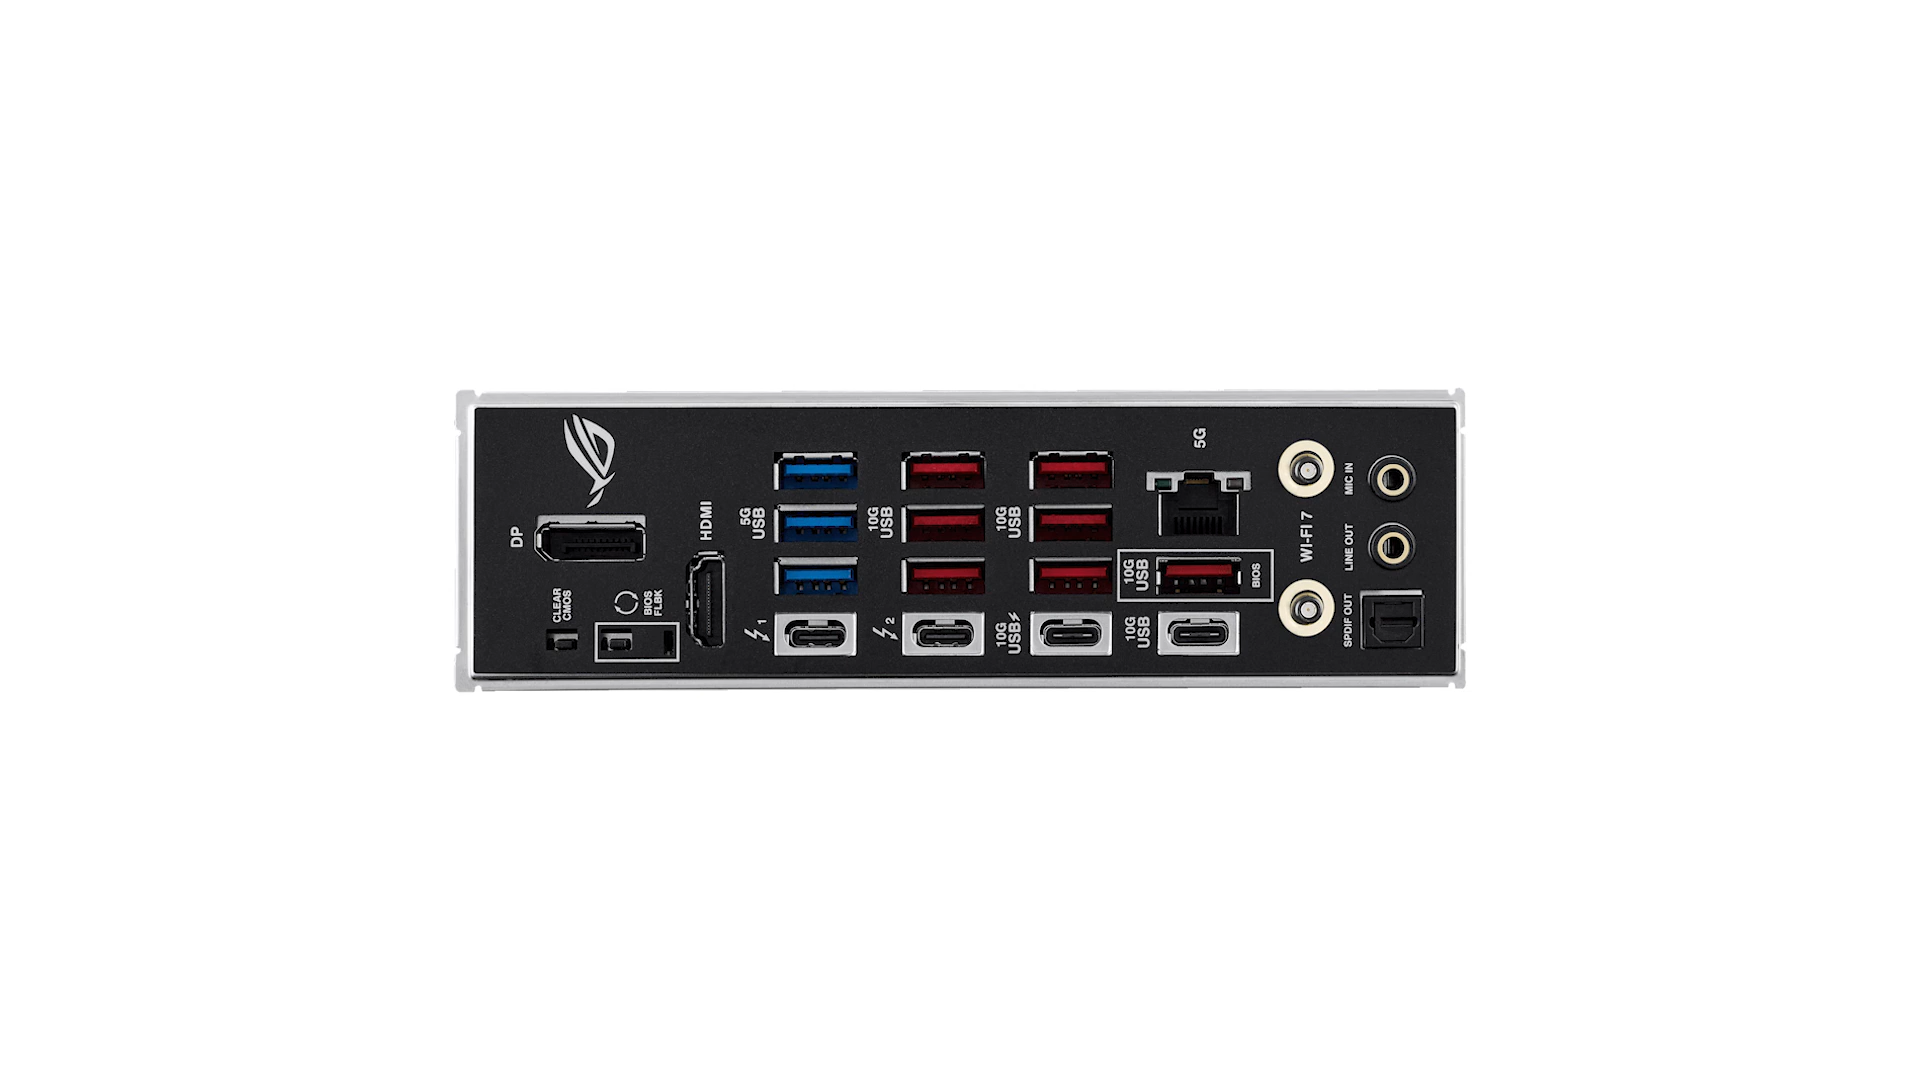 DP
CLEAR
CMOS
BIOS
FLBK
HDMI
5G
USB
1
10G
USB
2
10G
USB
10G
USB
5G
10G
USB
BIOS
10G
USB
WI-FI 7
MIC IN
LINE OUT
SPDIF OUT